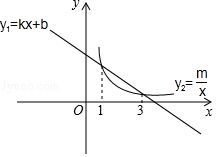 y
y₁=kx+b
y₂=m/x
O 1 3 x